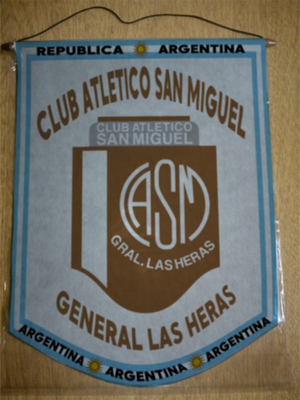 REPUBLICA ARGENTINA
CLUB ATLETICO SAN MIGUEL
CLUB ATLETICO
SAN MIGUEL
CASM
GRAL. LAS HERAS
GENERAL LAS HERAS
ARGENTINA ARGENTINA ARGENTINA